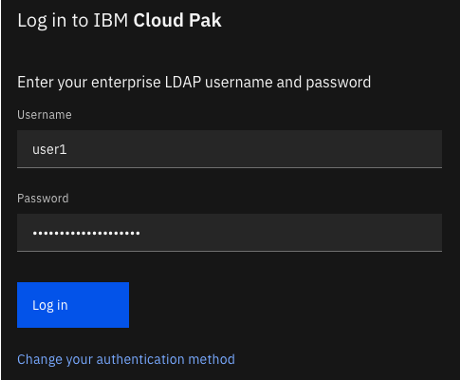 Log in to IBM Cloud Pak
Enter your enterprise LDAP username and password
Username
user1
Password
••••••••••••••••••••
Log in
Change your authentication method